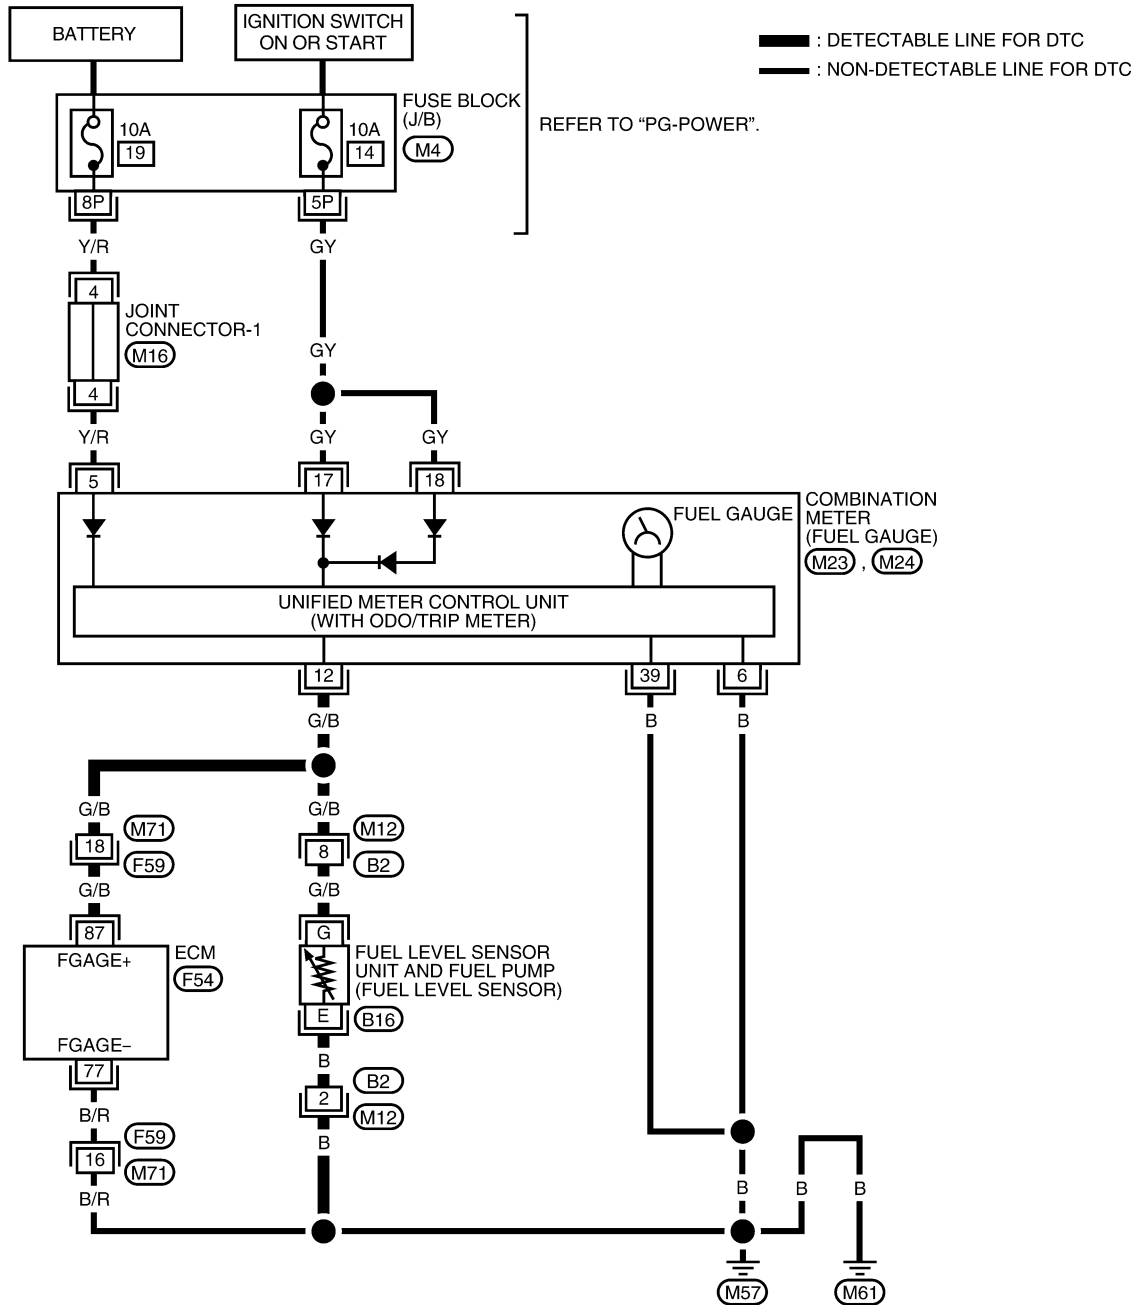 BATTERY
IGNITION SWITCH
ON OR START
: DETECTABLE LINE FOR DTC
: NON-DETECTABLE LINE FOR DTC
FUSE BLOCK
(J/B)
M4
REFER TO “PG-POWER”.
10A
19
10A
14
8P
5P
Y/R
GY
4
JOINT
CONNECTOR-1
M16
GY
4
Y/R
GY
GY
5
17
18
FUEL GAUGE
COMBINATION
METER
(FUEL GAUGE)
M23 , M24
UNIFIED METER CONTROL UNIT
(WITH ODO/TRIP METER)
12
39
6
G/B
B
B
G/B
G/B
M71
M12
18
8
F59
B2
G/B
G/B
87
G
FGAGE+
ECM
F54
FUEL LEVEL SENSOR
UNIT AND FUEL PUMP
(FUEL LEVEL SENSOR)
E
B16
FGAGE–
77
B
B2
2
M12
B/R
F59
B
16
M71
B/R
B
B
B
M57
M61